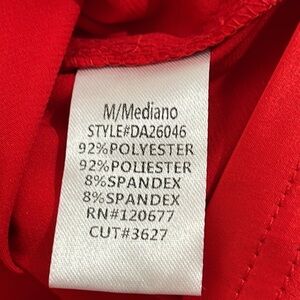 M/Mediano
STYLE#DA26046
92%POLYESTER
92%POLIESTER
8%SPANDEX
8%SPANDEX
RN#120677
CUT#3627